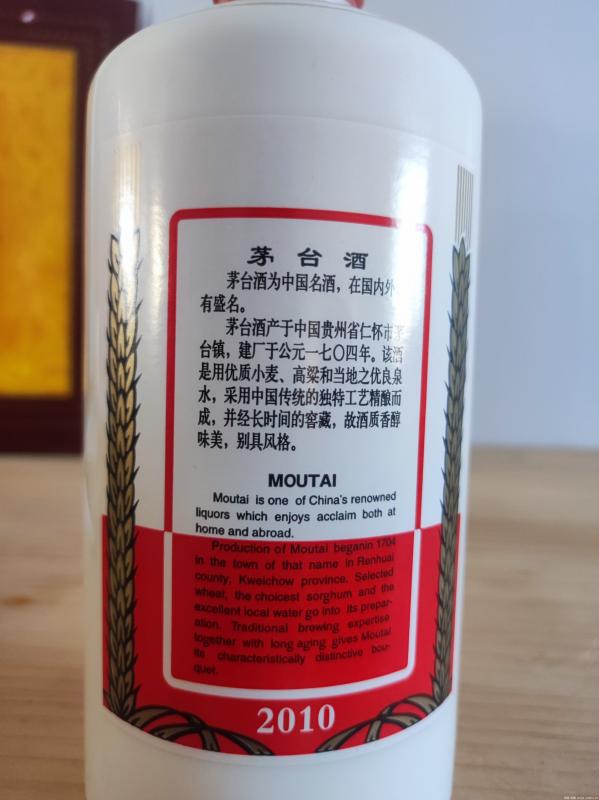 茅台酒
茅台酒为中国名酒，在国内外
有盛名。
茅台酒产于中国贵州省仁怀市茅
台镇，建厂于公元一七〇四年。该酒
是用优质小麦、高粱和当地之优良泉
水，采用中国传统的独特工艺精酿而
成，并经长时间的窖藏，故酒质香醇
味美，别具风格。
MOUTAI
Moutai is one of China's renowned
liquors which enjoys acclaim both at
home and abroad.
Production of Moutai beganin 1704
in the town of that name in Renhuai
county, Kweichow province. Selected
wheat, the choicest sorghum and the
excellent local water go into its prepar-
ation. Traditional brewing expertise
together with long aging gives Moutai
its characteristically distinctive bou-
quet.
2010